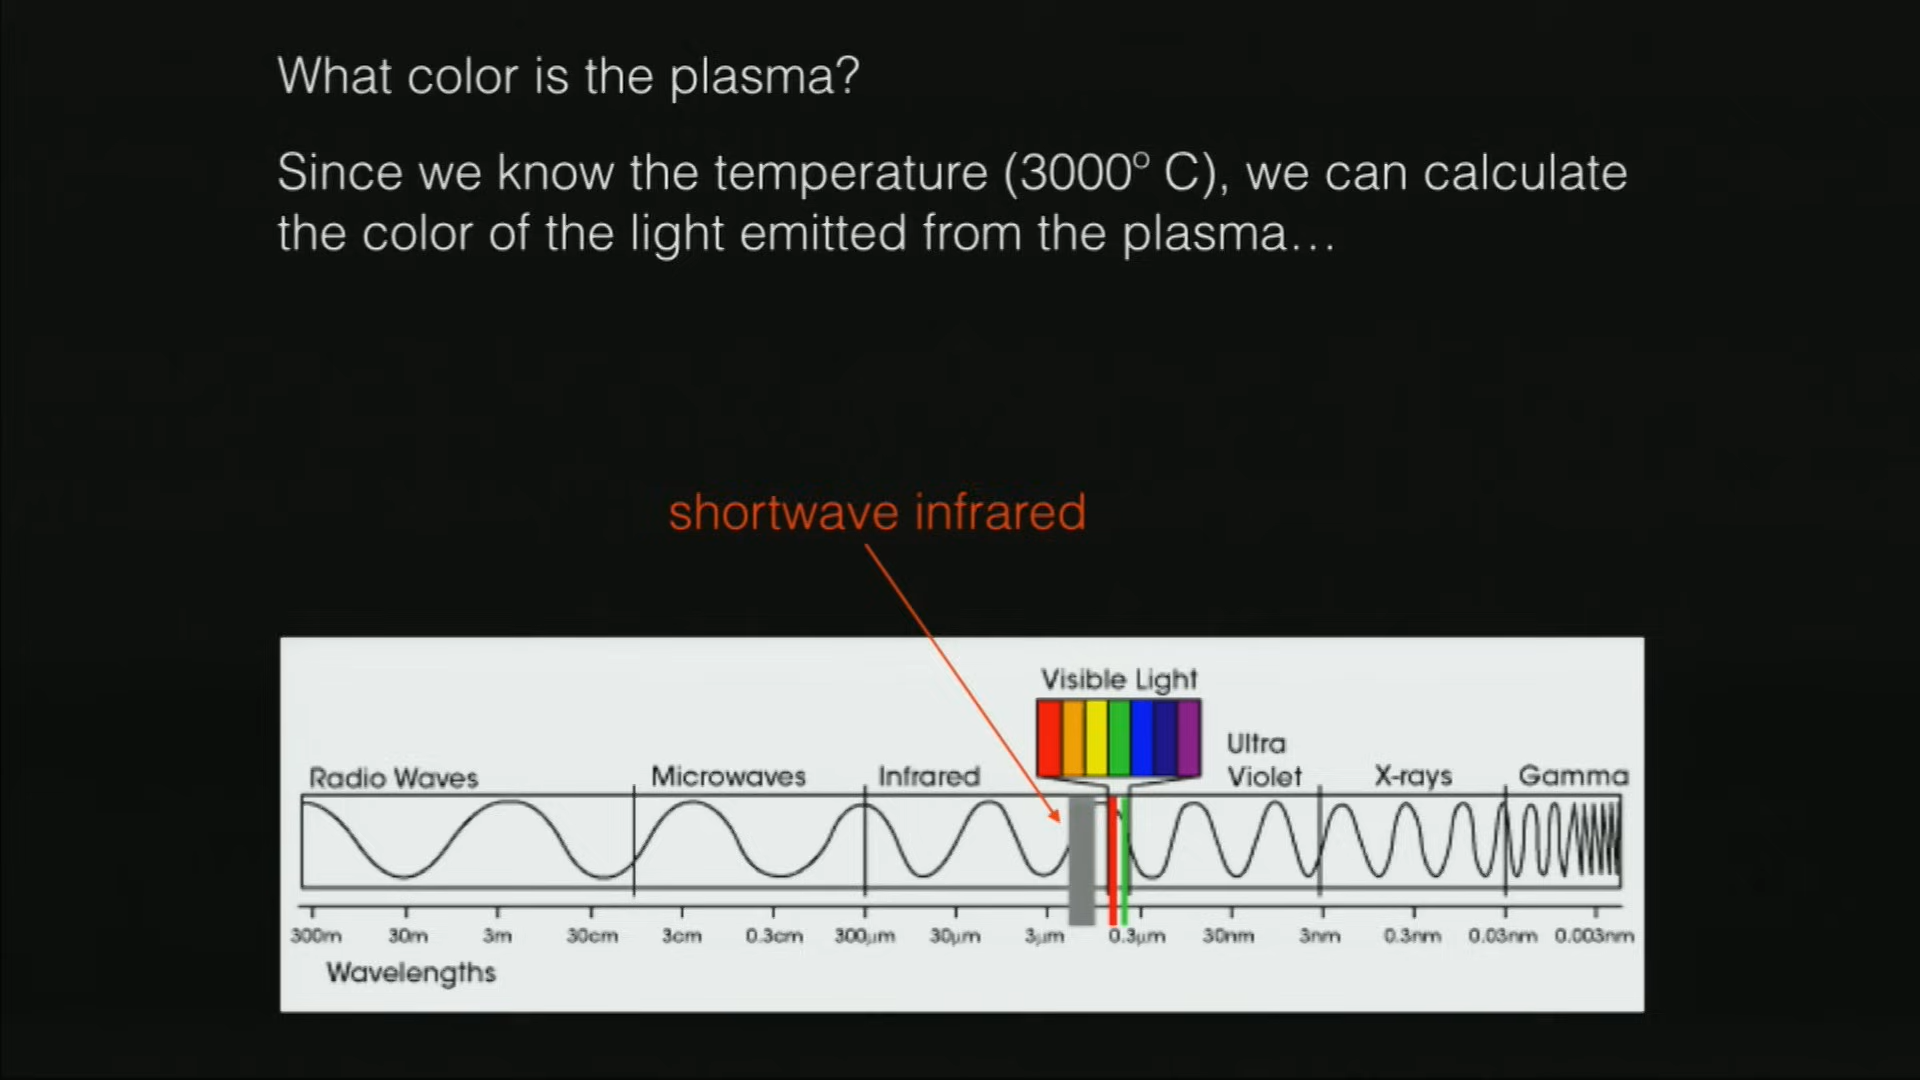 What color is the plasma?
Since we know the temperature (3000º C), we can calculate
the color of the light emitted from the plasma…
shortwave infrared
Visible Light
Radio Waves
Microwaves
Infrared
Ultra
Violet
X-rays
Gamma
300m 30m 3m 30cm 3cm 0.3cm 300μm 30μm 3μm 0.3μm 30nm 3nm 0.3nm 0.03nm 0.003nm
Wavelengths